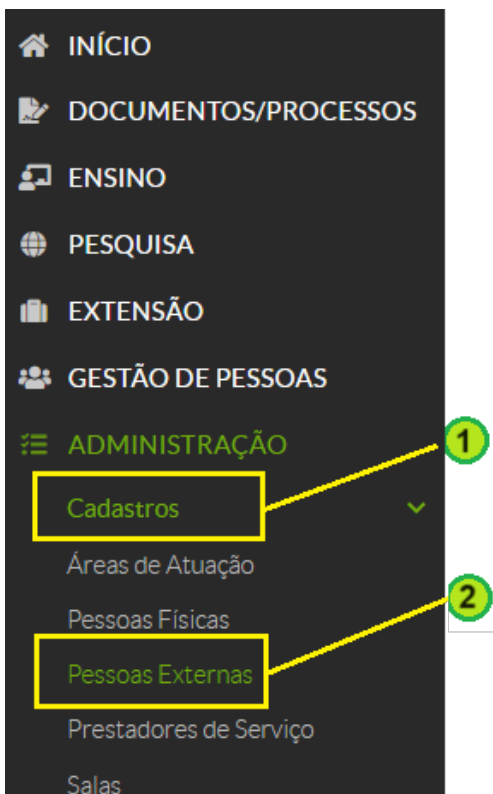 INÍCIO
DOCUMENTOS/PROCESSOS
ENSINO
PESQUISA
EXTENSÃO
GESTÃO DE PESSOAS
ADMINISTRAÇÃO
1
Cadastros
Áreas de Atuação
2
Pessoas Físicas
Pessoas Externas
Prestadores de Serviço
Salas